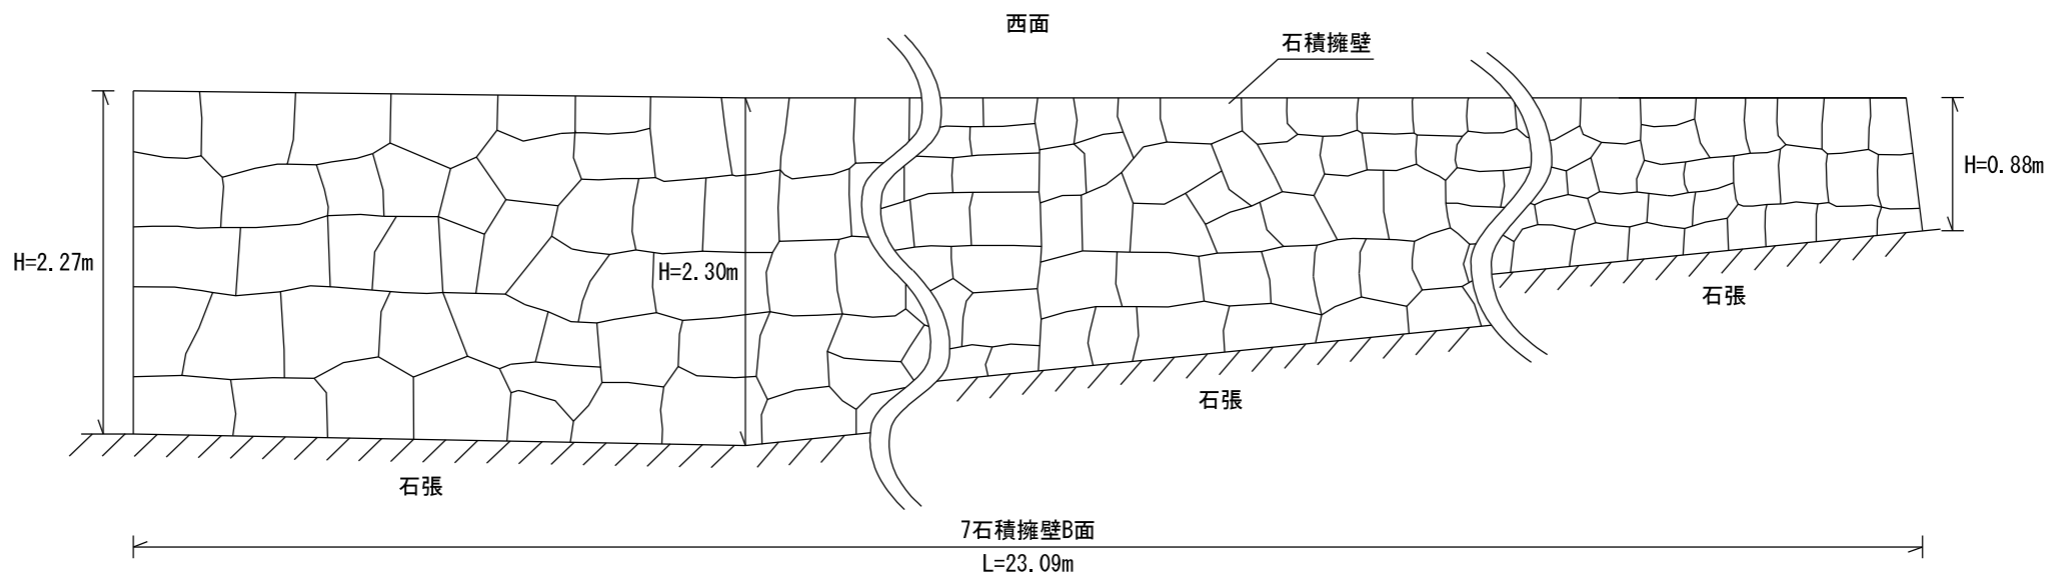 西面
石積擁壁
H=2.27m
H=2.30m
H=0.88m
石張
石張
石張
7石積擁壁B面
L=23.09m